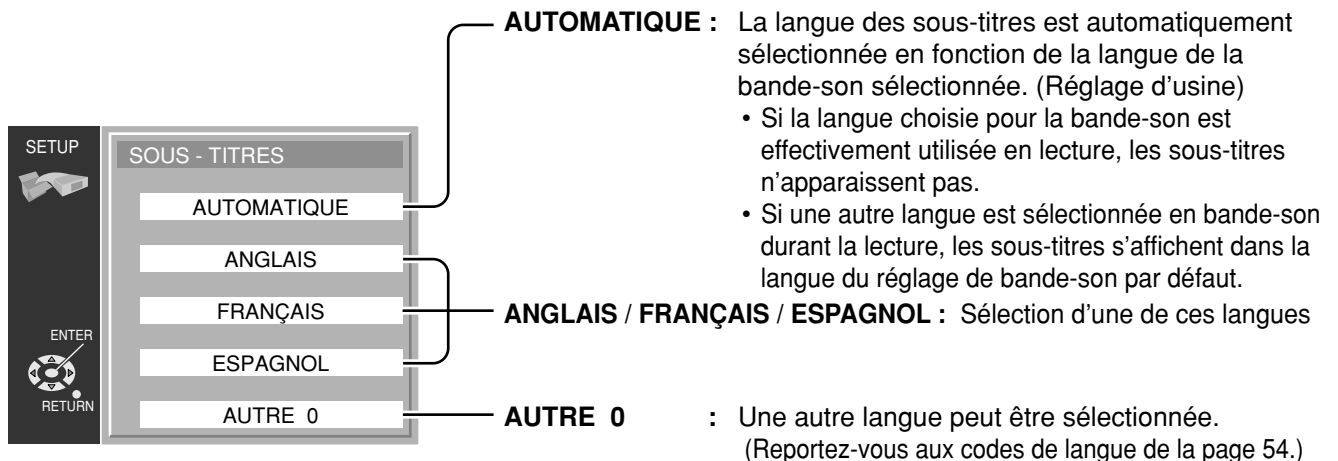 SETUP
ENTER
RETURN
SOUS - TITRES
AUTOMATIQUE
ANGLAIS
FRANÇAIS
ESPAGNOL
AUTRE 0
AUTOMATIQUE : La langue des sous-titres est automatiquement
sélectionnée en fonction de la langue de la
bande-son sélectionnée. (Réglage d’usine)
• Si la langue choisie pour la bande-son est
effectivement utilisée en lecture, les sous-titres
n’apparaissent pas.
• Si une autre langue est sélectionnée en bande-son
durant la lecture, les sous-titres s’affichent dans la
langue du réglage de bande-son par défaut.
ANGLAIS / FRANÇAIS / ESPAGNOL : Sélection d’une de ces langues
AUTRE 0 : Une autre langue peut être sélectionnée.
(Reportez-vous aux codes de langue de la page 54.)